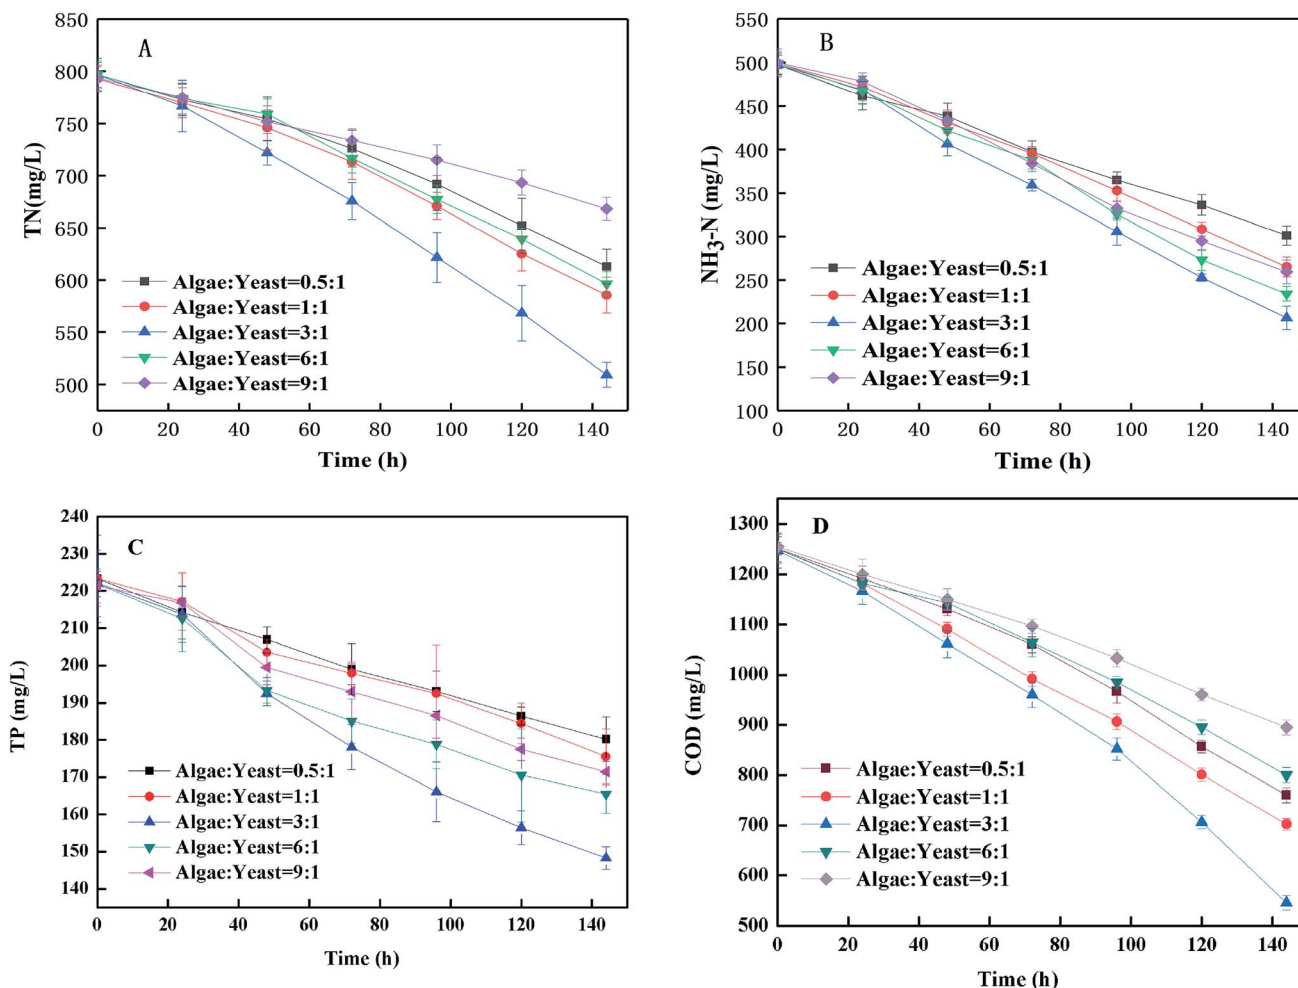 A
TN(mg/L)
850
800
750
700
650
600
550
500
Algae:Yeast=0.5:1
Algae:Yeast=1:1
Algae:Yeast=3:1
Algae:Yeast=6:1
Algae:Yeast=9:1
0 20 40 60 80 100 120 140
Time (h)
B
NH3-N (mg/L)
550
500
450
400
350
300
250
200
150
100
Algae:Yeast=0.5:1
Algae:Yeast=1:1
Algae:Yeast=3:1
Algae:Yeast=6:1
Algae:Yeast=9:1
0 20 40 60 80 100 120 140
Time (h)
C
TP (mg/L)
240
230
220
210
200
190
180
170
160
150
140
Algae:Yeast=0.5:1
Algae:Yeast=1:1
Algae:Yeast=3:1
Algae:Yeast=6:1
Algae:Yeast=9:1
0 20 40 60 80 100 120 140
Time (h)
D
COD (mg/L)
1300
1200
1100
1000
900
800
700
600
500
Algae:Yeast=0.5:1
Algae:Yeast=1:1
Algae:Yeast=3:1
Algae:Yeast=6:1
Algae:Yeast=9:1
0 20 40 60 80 100 120 140
Time (h)